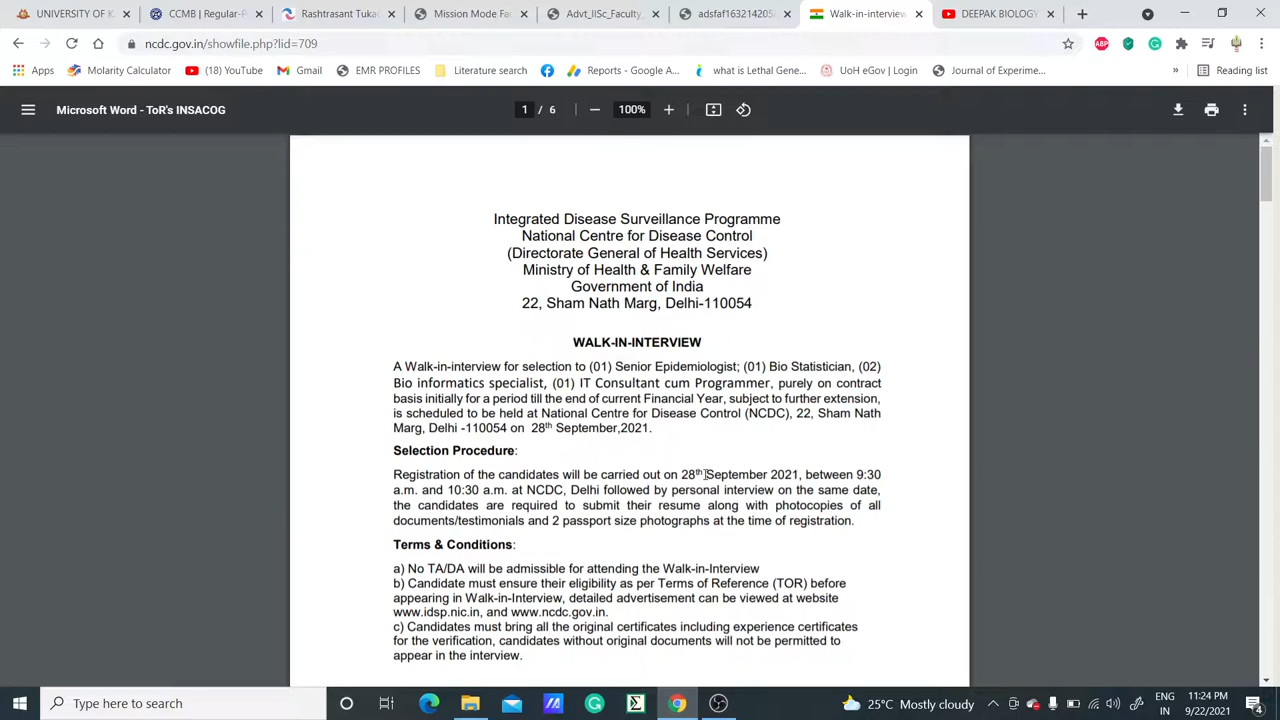 UNIVERSITY OF
CCMB | Regular-P
Rashtrasant Tuka
Mission Mode Fac
Advt_IISc_Faculty_
adsfaf163214205
Walk-in-interview
DEEPAK BIOLOGY
ncdc.gov.in/showfile.php?lid=709
Apps
Molarity Calculator
(18) YouTube
Gmail
EMR PROFILES
Literature search
Reports - Google A...
what is Lethal Gene...
UoH eGov | Login
Journal of Experime...
»
Reading list
Microsoft Word - ToR's INSACOG
1 / 6
100%
Integrated Disease Surveillance Programme
National Centre for Disease Control
(Directorate General of Health Services)
Ministry of Health & Family Welfare
Government of India
22, Sham Nath Marg, Delhi-110054
WALK-IN-INTERVIEW
A Walk-in-interview for selection to (01) Senior Epidemiologist; (01) Bio Statistician, (02)
Bio informatics specialist, (01) IT Consultant cum Programmer, purely on contract
basis initially for a period till the end of current Financial Year, subject to further extension,
is scheduled to be held at National Centre for Disease Control (NCDC), 22, Sham Nath
Marg, Delhi -110054 on 28th September,2021.
Selection Procedure:
Registration of the candidates will be carried out on 28th September 2021, between 9:30
a.m. and 10:30 a.m. at NCDC, Delhi followed by personal interview on the same date,
the candidates are required to submit their resume along with photocopies of all
documents/testimonials and 2 passport size photographs at the time of registration.
Terms & Conditions:
a) No TA/DA will be admissible for attending the Walk-in-Interview
b) Candidate must ensure their eligibility as per Terms of Reference (TOR) before
appearing in Walk-in-Interview, detailed advertisement can be viewed at website
www.idsp.nic.in, and www.ncdc.gov.in.
c) Candidates must bring all the original certificates including experience certificates
for the verification, candidates without original documents will not be permitted to
appear in the interview.
Type here to search
25°C Mostly cloudy
ENG
IN
11:24 PM
9/22/2021
4